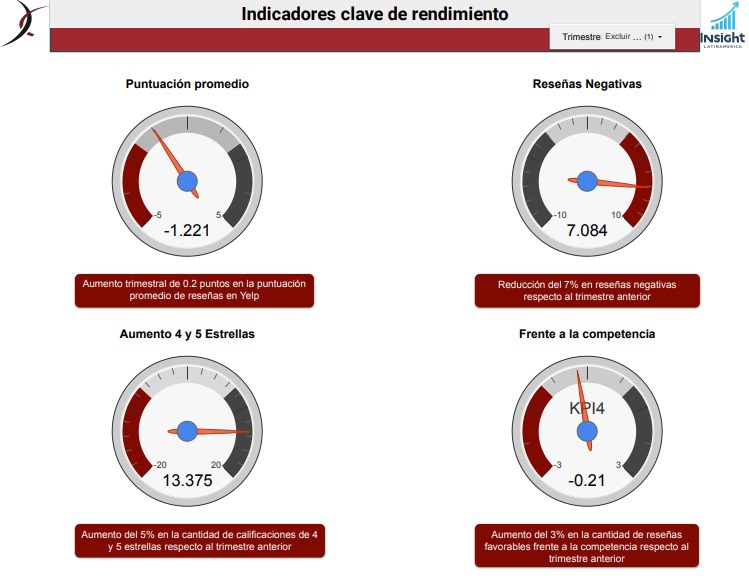 Indicadores clave de rendimiento
Trimestre: Excluir ... (1)
INSIGHT
LATINAMERICA
Puntuación promedio
-5
5
-1.221
Aumento trimestral de 0.2 puntos en la puntuación
promedio de reseñas en Yelp
Reseñas Negativas
-10
10
7.084
Reducción del 7% en reseñas negativas
respecto al trimestre anterior
Aumento 4 y 5 Estrellas
-20
20
13.375
Aumento del 5% en la cantidad de calificaciones de 4
y 5 estrellas respecto al trimestre anterior
Frente a la competencia
KPI4
-3
3
-0.21
Aumento del 3% en la cantidad de reseñas
favorables frente a la competencia respecto al
trimestre anterior